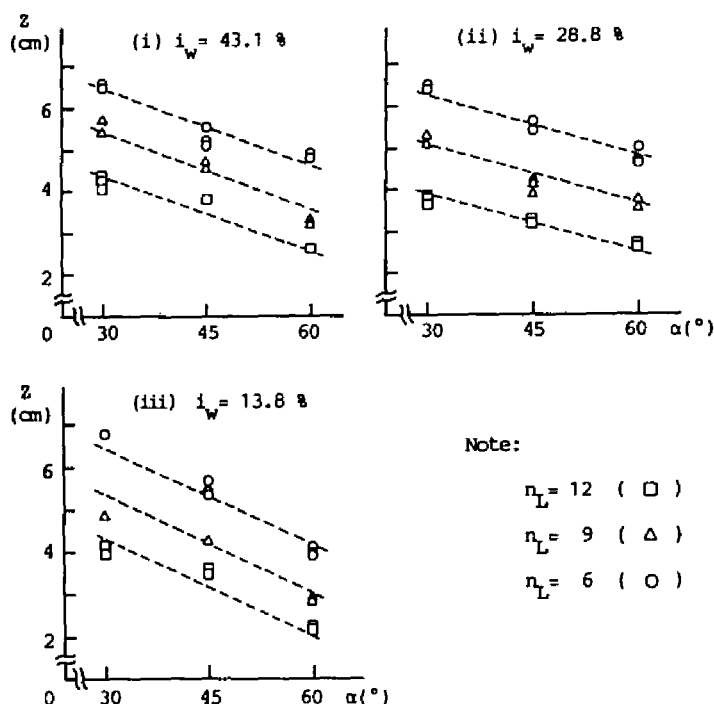 Z
(cm)
(i) i_w = 43.1 %
6
4
2
0
30 45 60
(ii) i_w = 28.8 %
30 45 60 α(°)
Z
(cm)
(iii) i_w = 13.8 %
6
4
2
0
30 45 60 α(°)
Note:
n_L = 12 ( □ )
n_L = 9 ( △ )
n_L = 6 ( ○ )